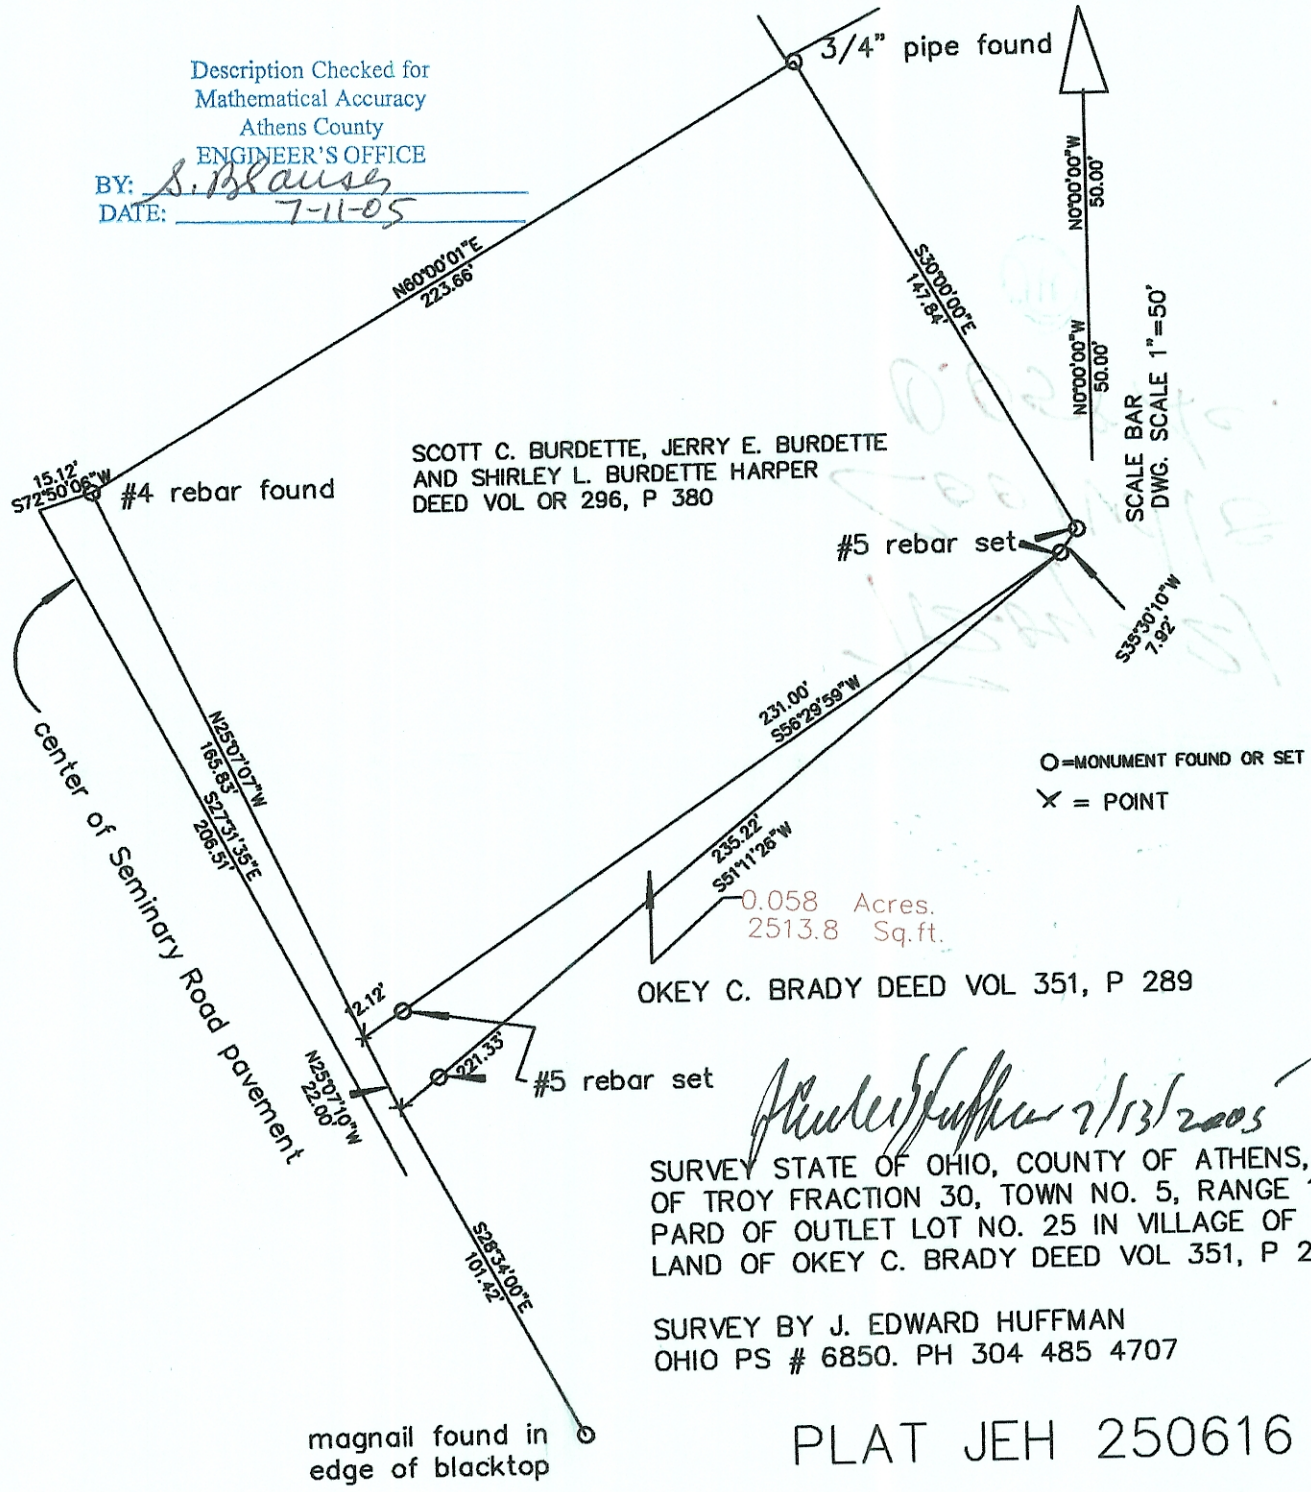 Description Checked for
Mathematical Accuracy
Athens County
ENGINEER'S OFFICE
BY: S. Blauser
DATE: 7-11-05
3/4" pipe found
N60°00'01"E
223.66'
S30°00'00"E
147.84'
N0°00'00"W
50.00'
N0°00'00"W
50.00'
SCALE BAR
DWG. SCALE 1"=50'
15.12'
S72°50'06"W
#4 rebar found
SCOTT C. BURDETTE, JERRY E. BURDETTE
AND SHIRLEY L. BURDETTE HARPER
DEED VOL OR 296, P 380
#5 rebar set
S35°30'10"W
7.92'
231.00'
S56°29'59"W
O=MONUMENT FOUND OR SET
X = POINT
N25°07'07"W
165.83'
S27°31'35"E
206.51'
center of Seminary Road pavement
235.22'
S51°11'26"W
0.058 Acres.
2513.8 Sq.ft.
OKEY C. BRADY DEED VOL 351, P 289
12.12'
221.33'
#5 rebar set
N25°07'10"W
22.00'
7/13/2005
SURVEY STATE OF OHIO, COUNTY OF ATHENS,
OF TROY FRACTION 30, TOWN NO. 5, RANGE
PARD OF OUTLET LOT NO. 25 IN VILLAGE OF
LAND OF OKEY C. BRADY DEED VOL 351, P 2
S28°34'00"E
101.42'
SURVEY BY J. EDWARD HUFFMAN
OHIO PS # 6850. PH 304 485 4707
magnail found in
edge of blacktop
PLAT JEH 250616